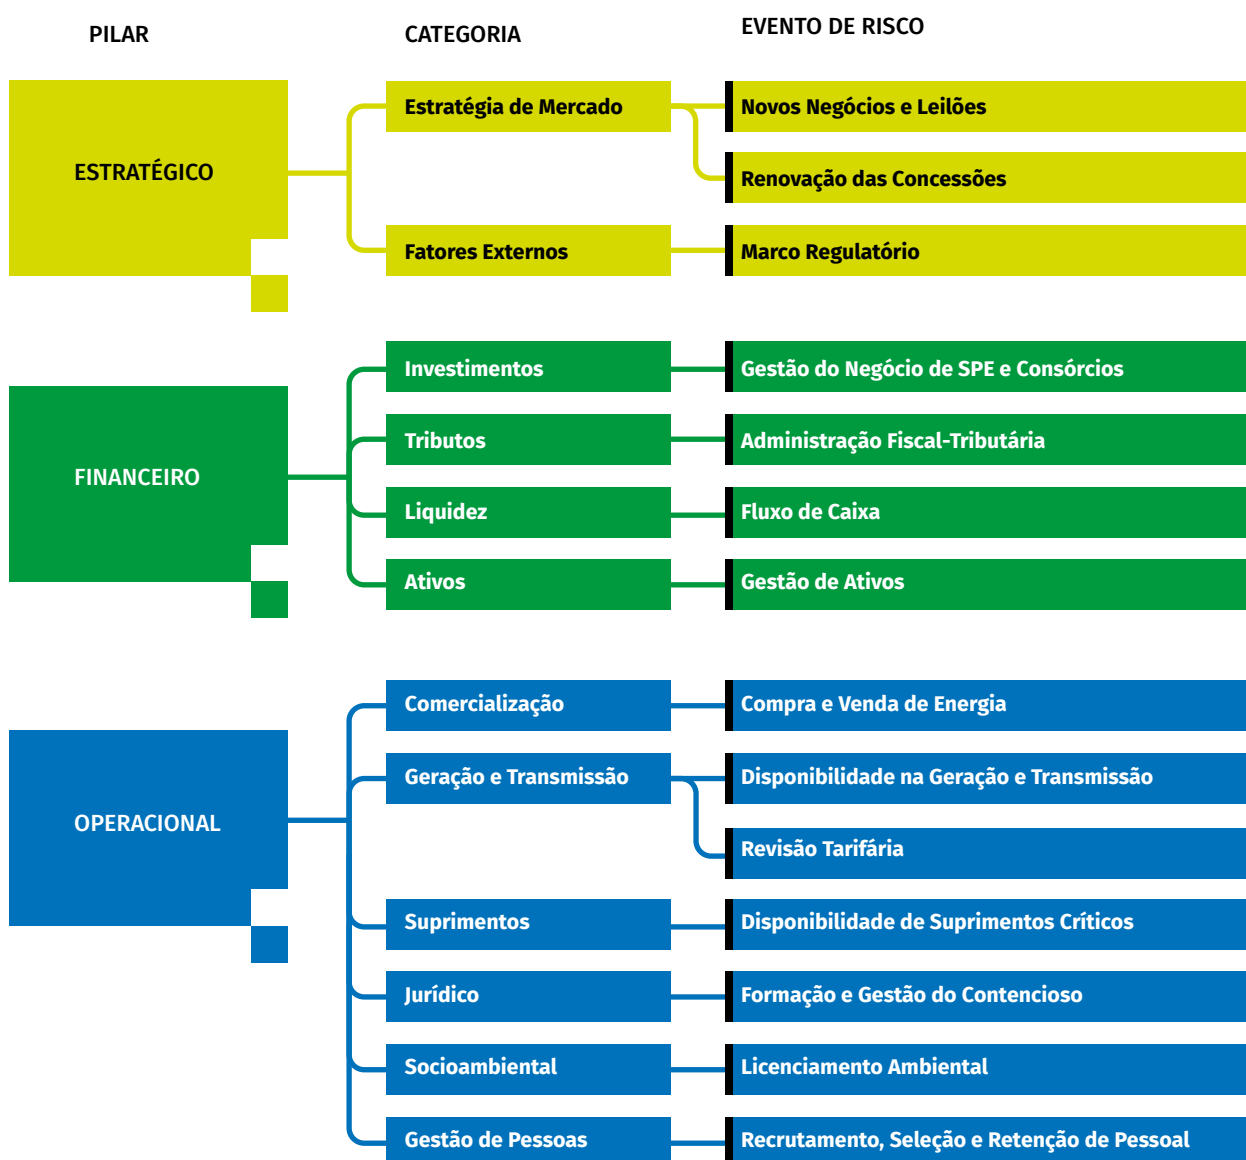 PILAR
CATEGORIA
EVENTO DE RISCO
ESTRATÉGICO
Estratégia de Mercado
Novos Negócios e Leilões
Renovação das Concessões
Fatores Externos
Marco Regulatório
FINANCEIRO
Investimentos
Gestão do Negócio de SPE e Consórcios
Tributos
Administração Fiscal-Tributária
Liquidez
Fluxo de Caixa
Ativos
Gestão de Ativos
OPERACIONAL
Comercialização
Compra e Venda de Energia
Geração e Transmissão
Disponibilidade na Geração e Transmissão
Revisão Tarifária
Suprimentos
Disponibilidade de Suprimentos Críticos
Jurídico
Formação e Gestão do Contencioso
Socioambiental
Licenciamento Ambiental
Gestão de Pessoas
Recrutamento, Seleção e Retenção de Pessoal